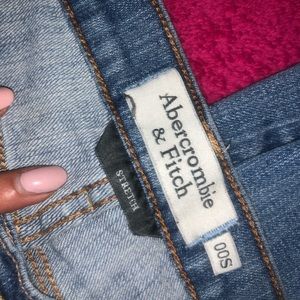 Abercrombie
& Fitch
STRETCH
00S